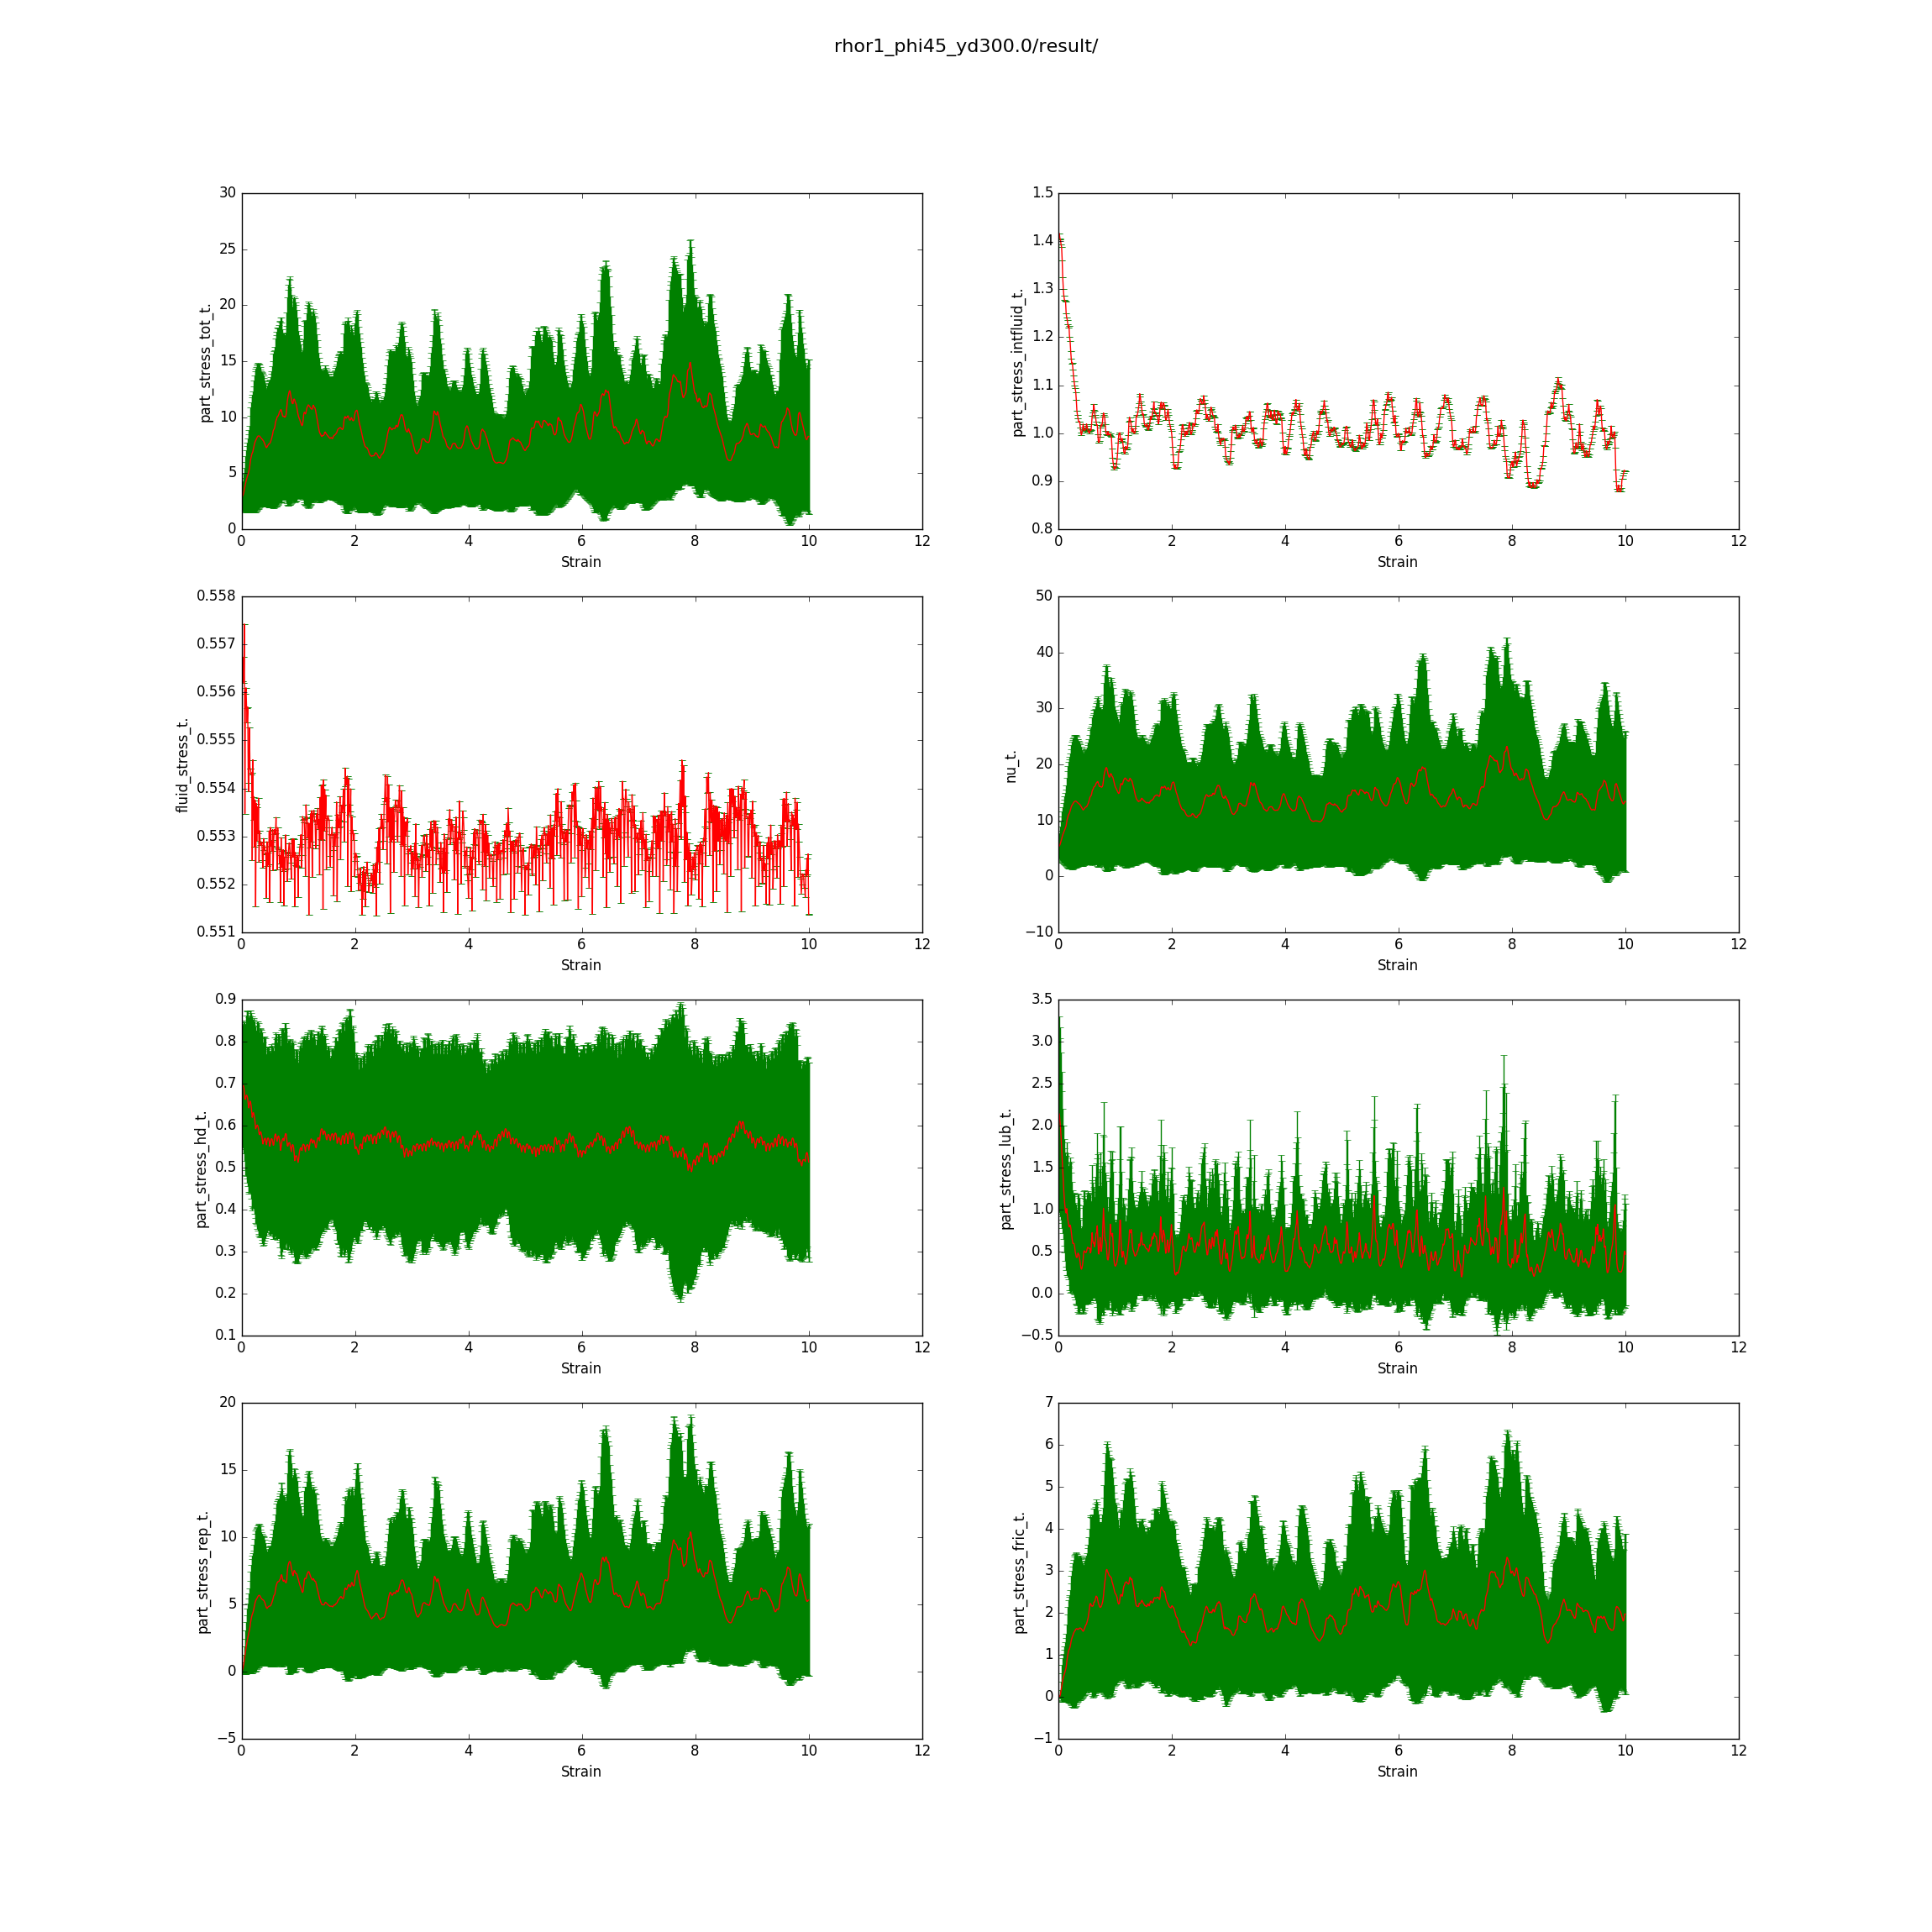 rhor1_phi45_yd300.0/result/
30
25
20
15
10
5
0
part_stress_tot_t.
0 2 4 6 8 10 12
Strain
1.5
1.4
1.3
1.2
1.1
1.0
0.9
0.8
part_stress_intfluid_t.
0 2 4 6 8 10 12
Strain
0.558
0.557
0.556
0.555
0.554
0.553
0.552
0.551
fluid_stress_t.
0 2 4 6 8 10 12
Strain
50
40
30
20
10
0
−10
nu_t.
0 2 4 6 8 10 12
Strain
0.9
0.8
0.7
0.6
0.5
0.4
0.3
0.2
0.1
part_stress_hd_t.
0 2 4 6 8 10 12
Strain
3.5
3.0
2.5
2.0
1.5
1.0
0.5
0.0
−0.5
part_stress_lub_t.
0 2 4 6 8 10 12
Strain
20
15
10
5
0
−5
part_stress_rep_t.
0 2 4 6 8 10 12
Strain
7
6
5
4
3
2
1
0
−1
part_stress_fric_t.
0 2 4 6 8 10 12
Strain